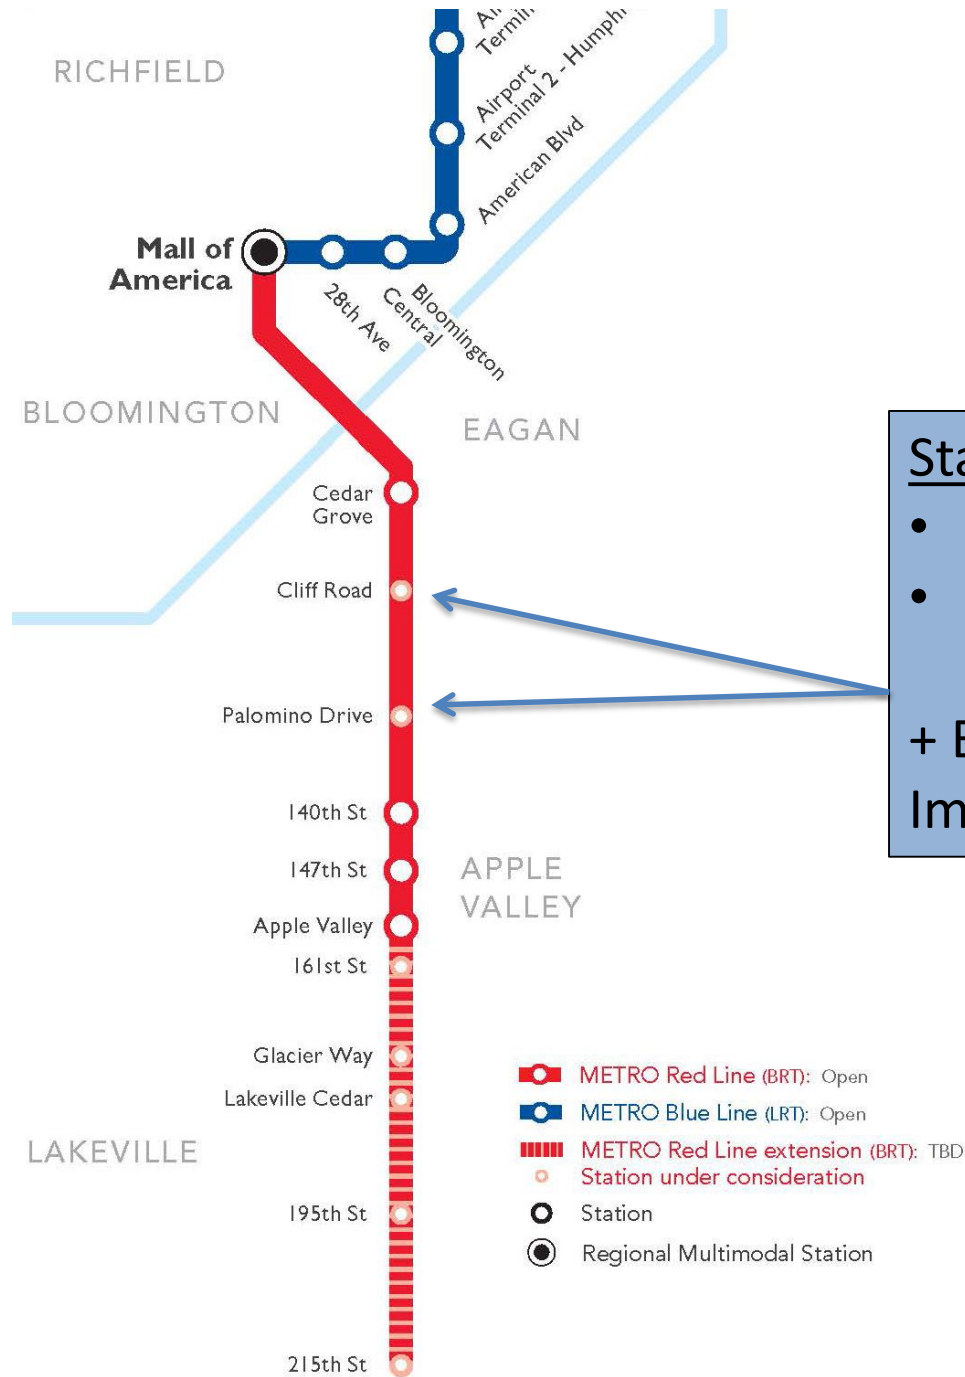 RICHFIELD
Airport
Terminal 2 - Humph
American Blvd
Mall of
America
28th Ave
Bloomington
Central
BLOOMINGTON
EAGAN
Cedar
Grove
Cliff Road
Palomino Drive
140th St
147th St
APPLE
VALLEY
Apple Valley
161st St
Glacier Way
Lakeville Cedar
LAKEVILLE
195th St
215th St
Sta
•
•
+ E
Im
METRO Red Line (BRT): Open
METRO Blue Line (LRT): Open
METRO Red Line extension (BRT): TBD
Station under consideration
Station
Regional Multimodal Station